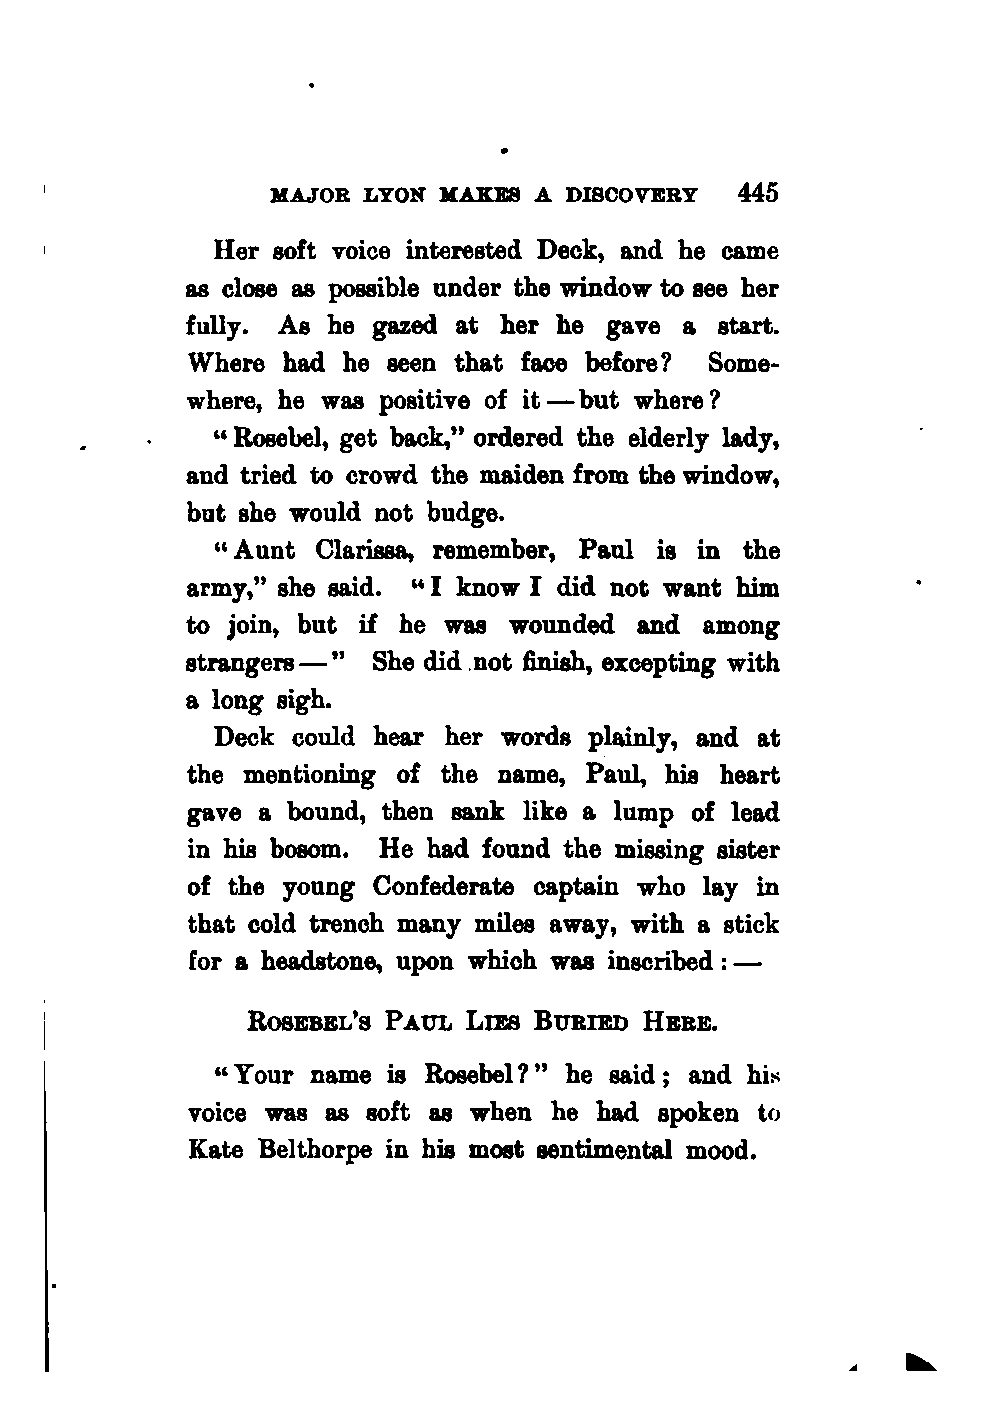 MAJOR LYON MAKES A DISCOVERY 445
Her soft voice interested Deck, and he came
as close as possible under the window to see her
fully. As he gazed at her he gave a start.
Where had he seen that face before? Some-
where, he was positive of it — but where?
“Rosebel, get back,” ordered the elderly lady,
and tried to crowd the maiden from the window,
but she would not budge.
“Aunt Clarissa, remember, Paul is in the
army,” she said. “I know I did not want him
to join, but if he was wounded and among
strangers — ” She did not finish, excepting with
a long sigh.
Deck could hear her words plainly, and at
the mentioning of the name, Paul, his heart
gave a bound, then sank like a lump of lead
in his bosom. He had found the missing sister
of the young Confederate captain who lay in
that cold trench many miles away, with a stick
for a headstone, upon which was inscribed : —
ROSEBEL'S PAUL LIES BURIED HERE.
“Your name is Rosebel?” he said; and his
voice was as soft as when he had spoken to
Kate Belthorpe in his most sentimental mood.